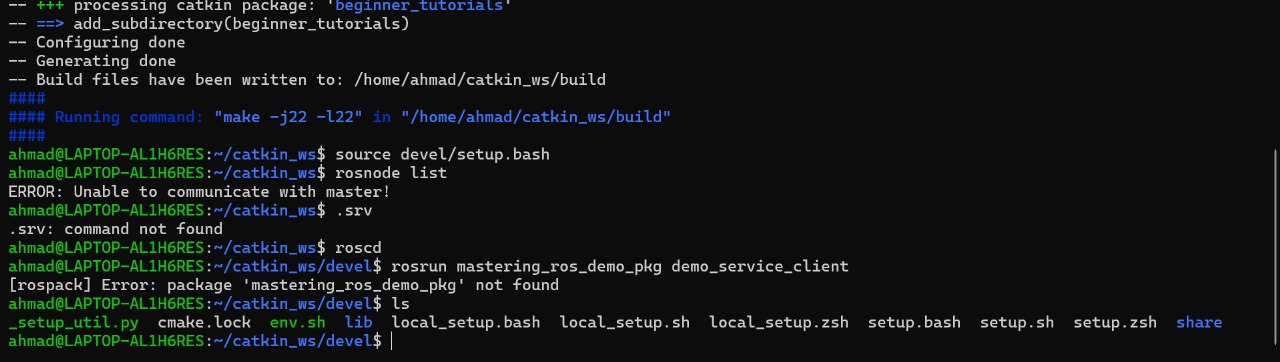 -- +++ processing catkin package: 'beginner_tutorials'
-- ==> add_subdirectory(beginner_tutorials)
-- Configuring done
-- Generating done
-- Build files have been written to: /home/ahmad/catkin_ws/build
####
#### Running command: "make -j22 -l22" in "/home/ahmad/catkin_ws/build"
####
ahmad@LAPTOP-AL1H6RES:~/catkin_ws$ source devel/setup.bash
ahmad@LAPTOP-AL1H6RES:~/catkin_ws$ rosnode list
ERROR: Unable to communicate with master!
ahmad@LAPTOP-AL1H6RES:~/catkin_ws$ .srv
.srv: command not found
ahmad@LAPTOP-AL1H6RES:~/catkin_ws$ roscd
ahmad@LAPTOP-AL1H6RES:~/catkin_ws/devel$ rosrun mastering_ros_demo_pkg demo_service_client
[rospack] Error: package 'mastering_ros_demo_pkg' not found
ahmad@LAPTOP-AL1H6RES:~/catkin_ws/devel$ ls
_setup_util.py cmake.lock env.sh lib local_setup.bash local_setup.sh local_setup.zsh setup.bash setup.sh setup.zsh share
ahmad@LAPTOP-AL1H6RES:~/catkin_ws/devel$